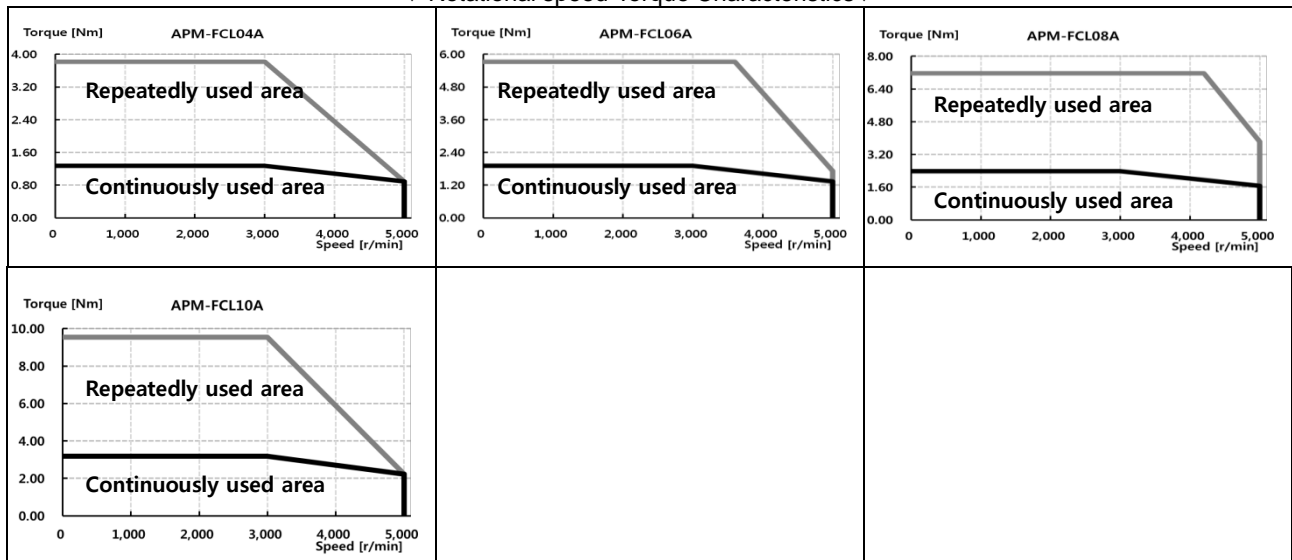 Rotational speed-Torque Characteristics
Torque [Nm] APM-FCL04A
4.00
3.20
Repeatedly used area
2.40
1.60
0.80
Continuously used area
0.00
0 1,000 2,000 3,000 4,000 5,000
Speed [r/min]
Torque [Nm] APM-FCL06A
6.00
4.80
Repeatedly used area
3.60
2.40
1.20
Continuously used area
0.00
0 1,000 2,000 3,000 4,000 5,000
Speed [r/min]
Torque [Nm] APM-FCL08A
8.00
6.40
Repeatedly used area
4.80
3.20
1.60
Continuously used area
0.00
0 1,000 2,000 3,000 4,000 5,000
Speed [r/min]
Torque [Nm] APM-FCL10A
10.00
8.00
Repeatedly used area
6.00
4.00
2.00
Continuously used area
0.00
0 1,000 2,000 3,000 4,000 5,000
Speed [r/min]